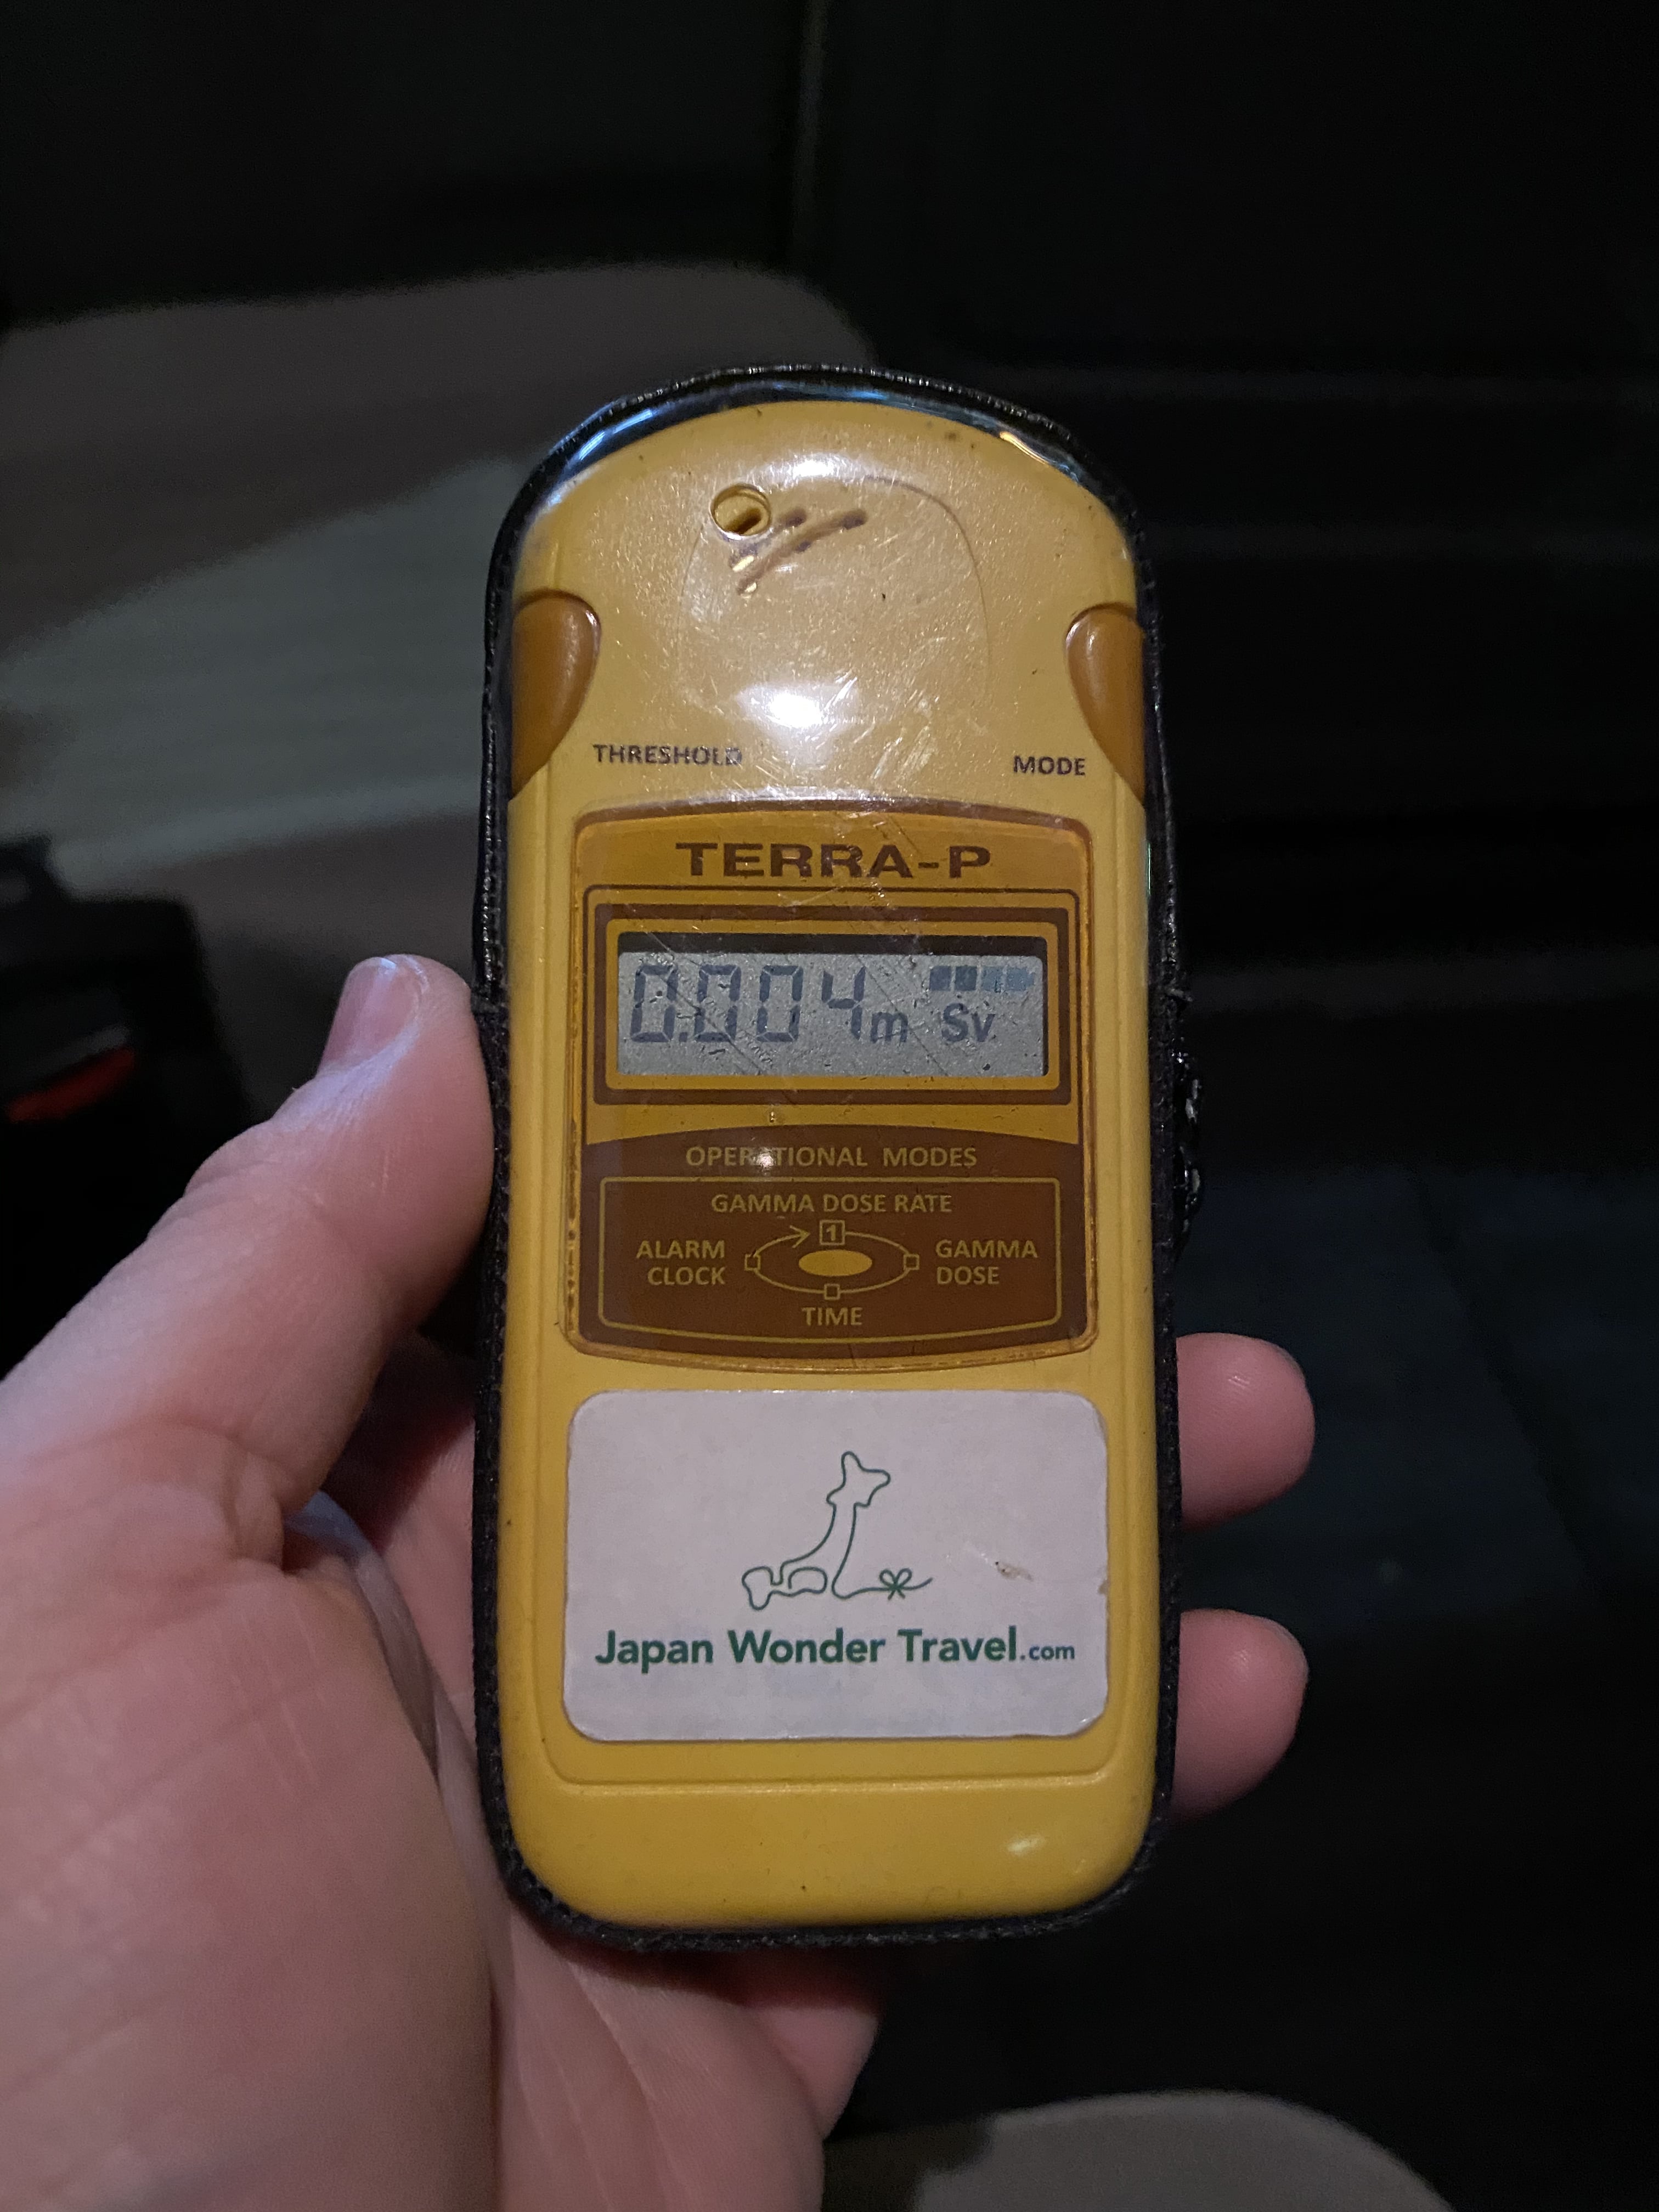 THRESHOLD
MODE
TERRA-P
0.004 m Sv
OPERATIONAL MODES
GAMMA DOSE RATE
1
ALARM
CLOCK
GAMMA
DOSE
TIME
Japan Wonder Travel.com